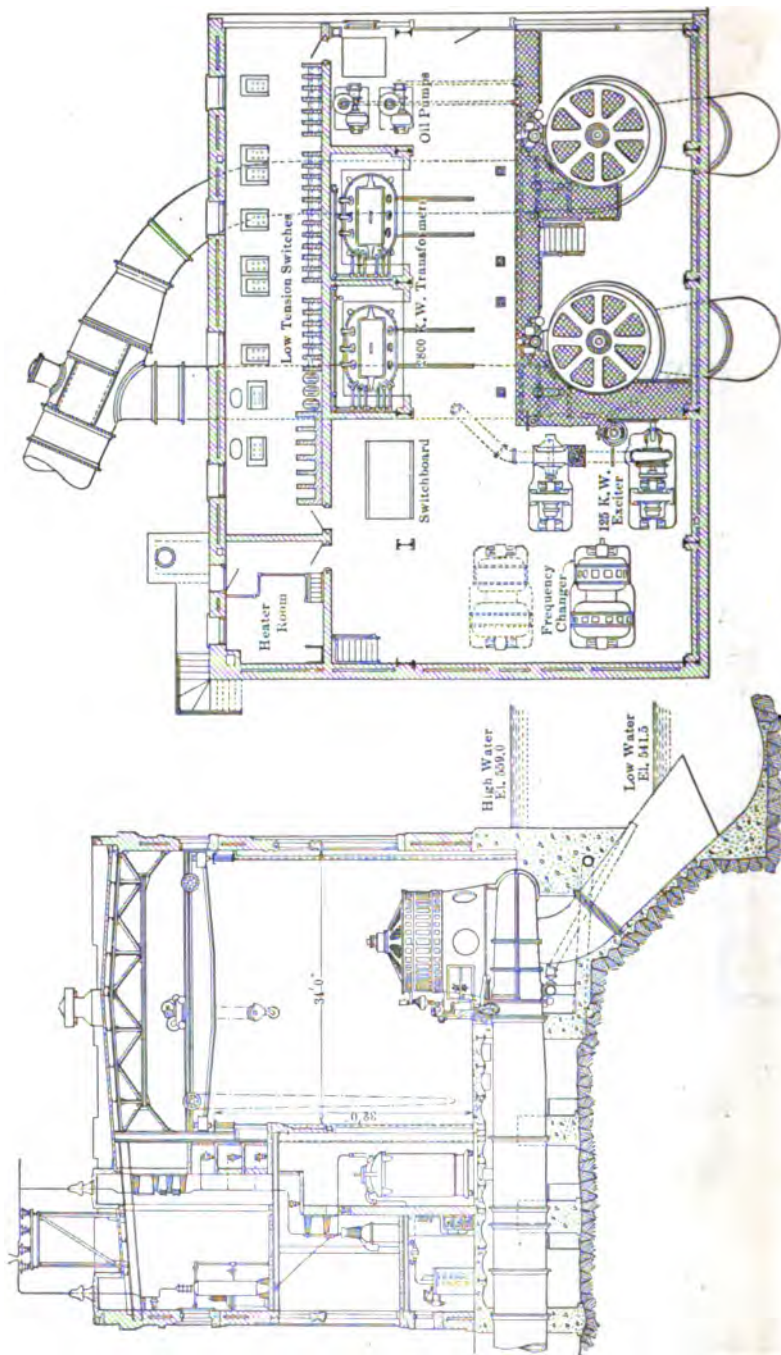 High Water
El. 559.0
Low Water
El. 541.5
34'0"
32'0"
Heater
Room
Low Tension Switches
Switchboard
2800 K.W. Transformers
Oil Pumps
Frequency
Changer
125 K.W.
Exciter